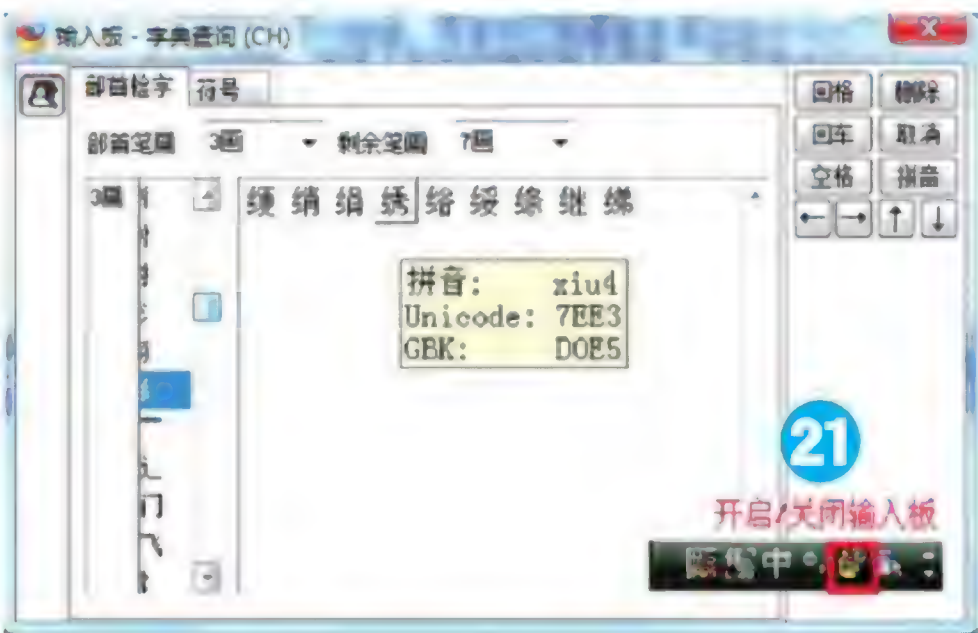 输入板 - 字典查询 (CH)
部首检字 符号
部首笔画 3画 剩余笔画 7画
3画
绠 绡 绢 绣 绤 绥 绦 继 绨
拼音: xiu4
Unicode: 7EE3
GBK: D0E5
回格 删除
回车 取消
空格 拼音
← → ↑ ↓
21
开启/关闭输入板
中